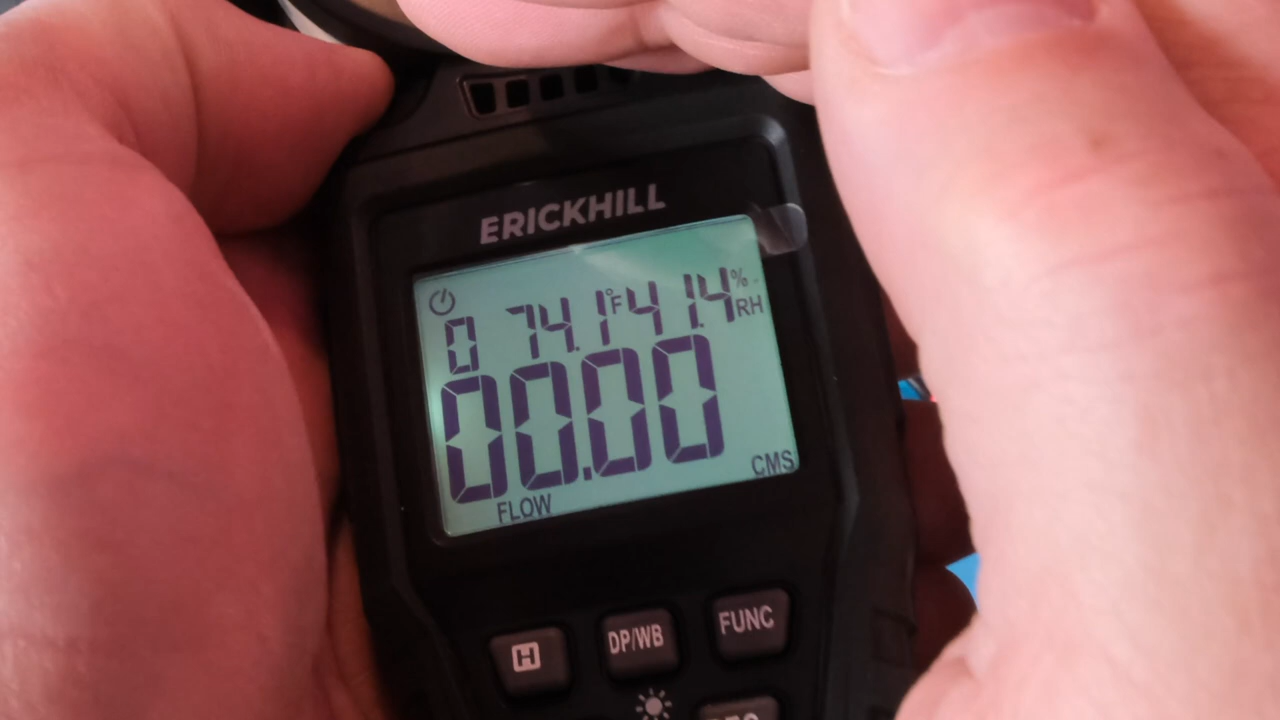 ERICKHILL
0 74.1°F 41.4% RH
00.00
CMS
FLOW
H DP/WB FUNC